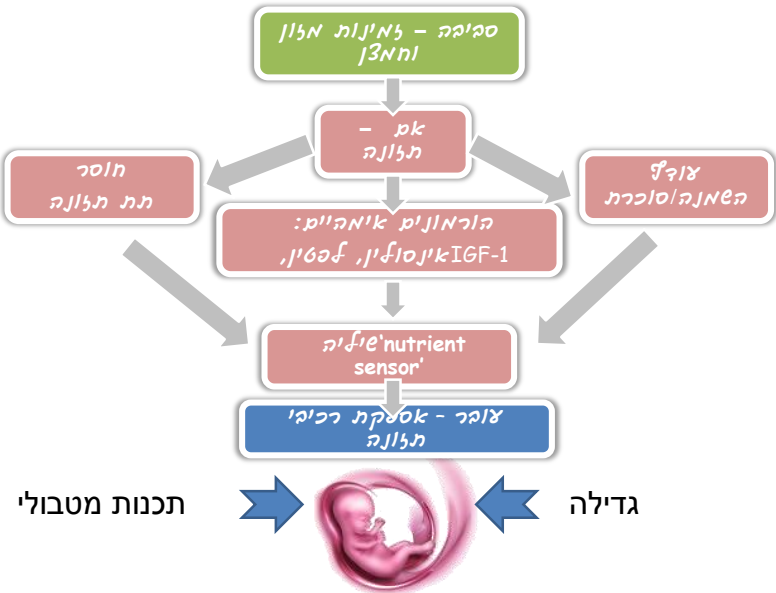 סביבה – זמינות מזון
וחמצן
אם –
תזונה
חוסר
תת תזונה
עודף
השמנה/סוכרת
הורמונים אימהיים:
IGF-1אינסולין, לפטין,
שיליה'nutrient
sensor'
עובר - אספקת רכיבי
תזונה
תכנות מטבולי
גדילה